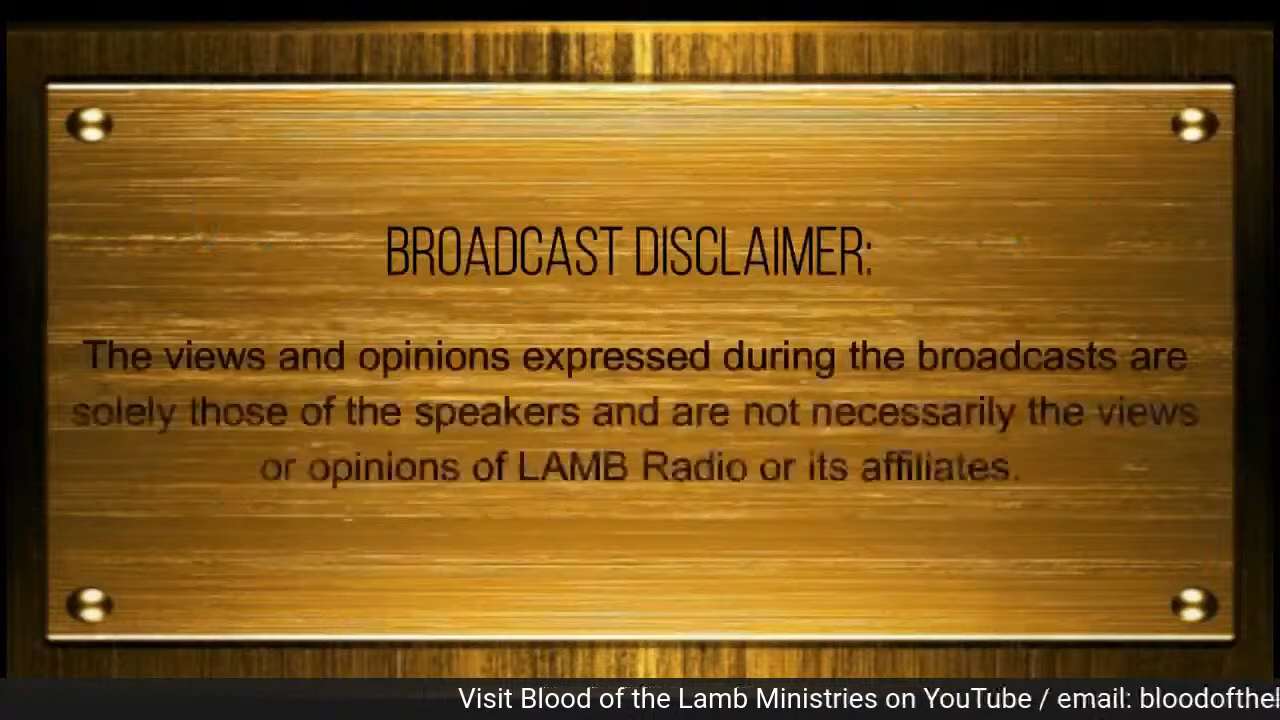 BROADCAST DISCLAIMER:
The views and opinions expressed during the broadcasts are
solely those of the speakers and are not necessarily the views
or opinions of LAMB Radio or its affiliates.
Visit Blood of the Lamb Ministries on YouTube / email: